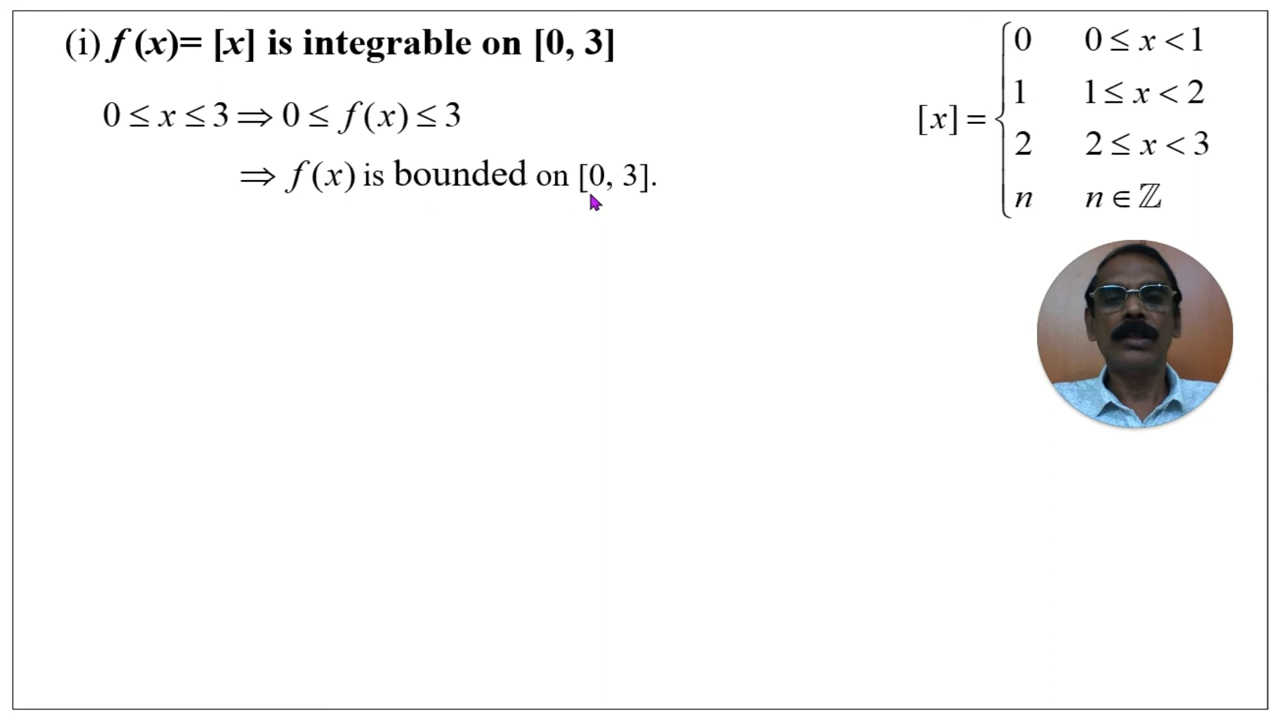 (i) f (x)= [x] is integrable on [0, 3]
0 ≤ x ≤ 3 ⇒ 0 ≤ f (x) ≤ 3
⇒ f (x) is bounded on [0, 3].
[x] = { 0 0 ≤ x < 1
1 1 ≤ x < 2
2 2 ≤ x < 3
n n ∈ ℤ